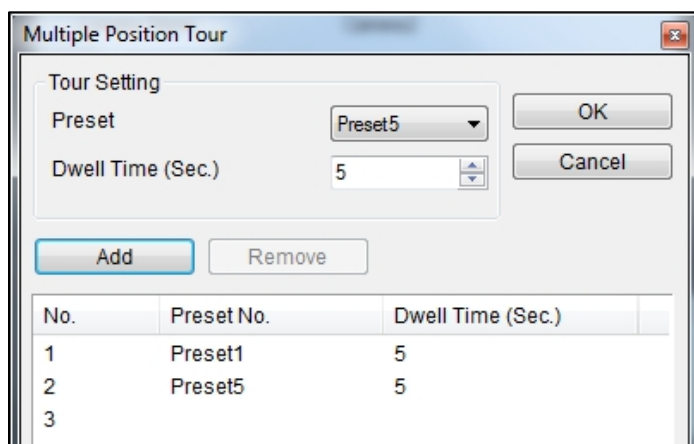 Multiple Position Tour
Tour Setting
Preset Preset5 OK
Dwell Time (Sec.) 5 Cancel
Add Remove
No. Preset No. Dwell Time (Sec.)
1 Preset1 5
2 Preset5 5
3